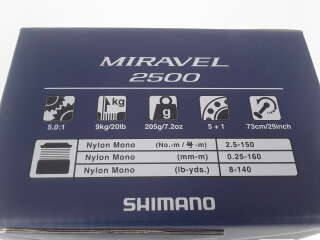 MIRAVEL
2500
kg
g
5.0:1 9kg/20lb 205g/7.2oz 5 + 1 73cm/29inch
Nylon Mono (No.-m / 号-m) 2.5-150
Nylon Mono (mm-m) 0.25-160
Nylon Mono (lb-yds.) 8-140
SHIMANO